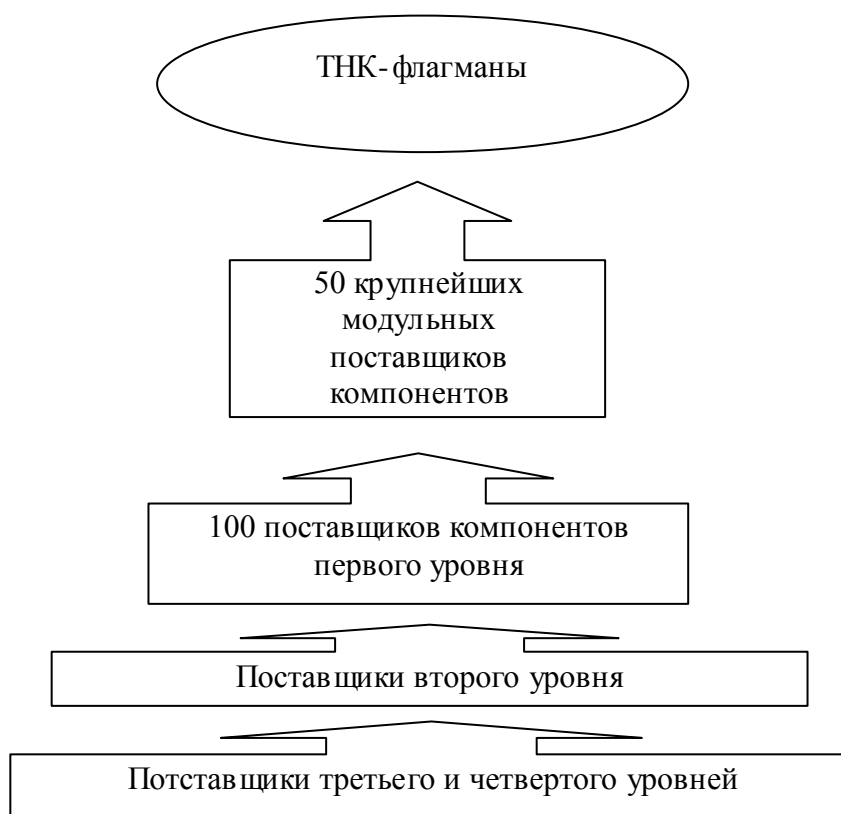 ТНК-флагманы
50 крупнейших
модульных
поставщиков
компонентов
100 поставщиков компонентов
первого уровня
Поставщики второго уровня
Потставщики третьего и четвертого уровней